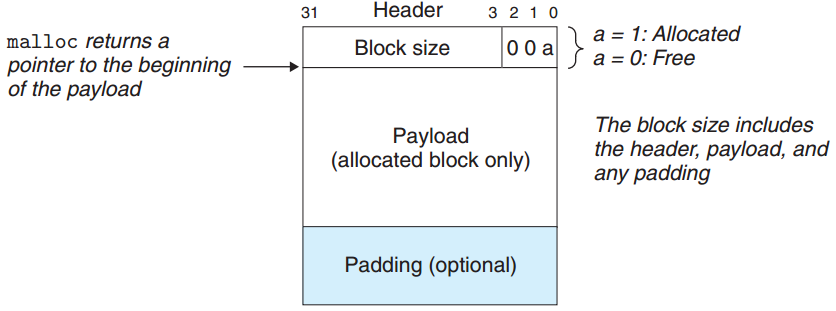 Header
31 3 2 1 0
malloc returns a
pointer to the beginning
of the payload
Block size
0 0 a
a = 1: Allocated
a = 0: Free
Payload
(allocated block only)
The block size includes
the header, payload, and
any padding
Padding (optional)